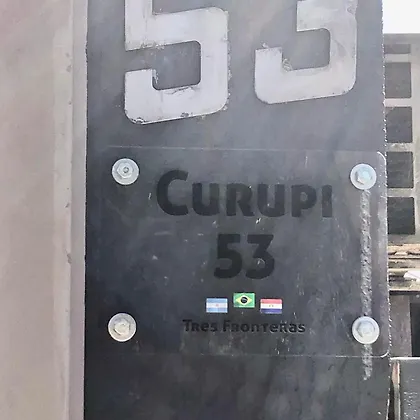 53
CURUPI
53
TRES FRONTERAS